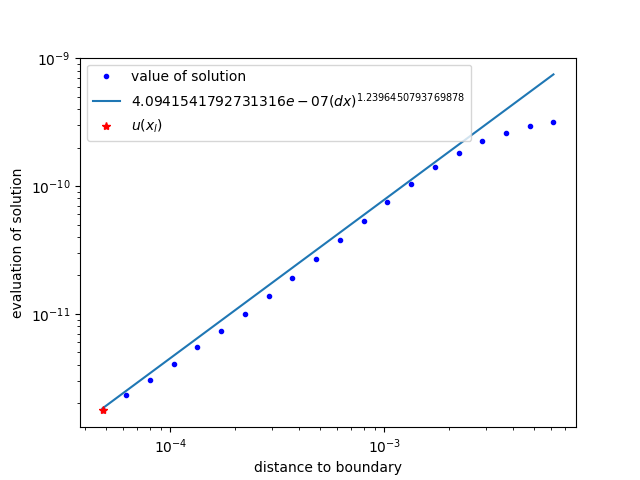 10^{-9}
value of solution
4.0941541792731316e − 07(dx)^{1.2396450793769878}
u(x_l)
10^{-10}
10^{-11}
evaluation of solution
10^{-4}
10^{-3}
distance to boundary